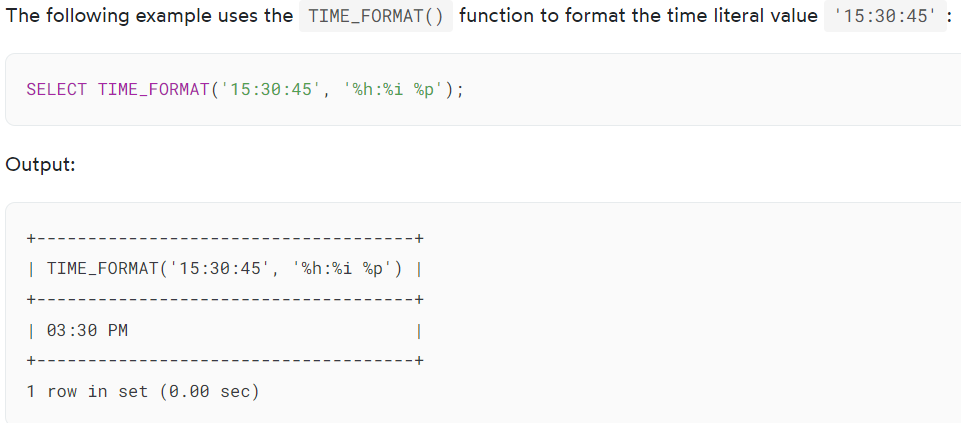 The following example uses the TIME_FORMAT() function to format the time literal value '15:30:45' :
SELECT TIME_FORMAT('15:30:45', '%h:%i %p');
Output:
+-------------------------------------+
| TIME_FORMAT('15:30:45', '%h:%i %p') |
+-------------------------------------+
| 03:30 PM                            |
+-------------------------------------+
1 row in set (0.00 sec)